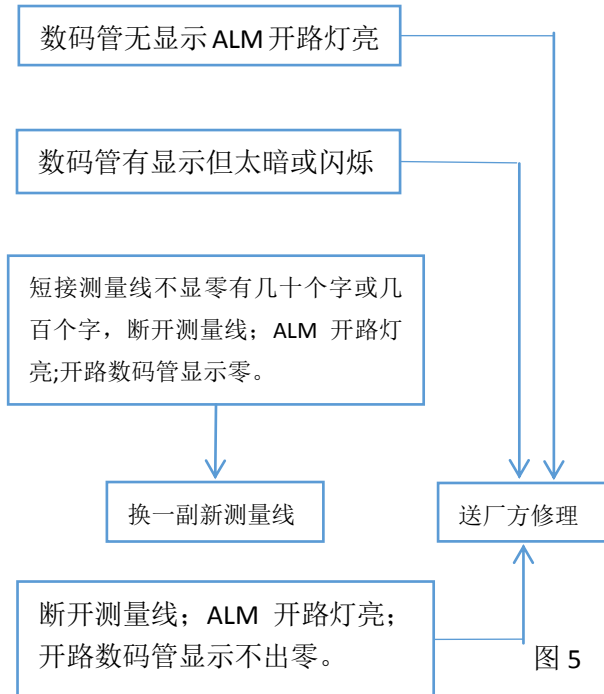 数码管无显示ALM开路灯亮
数码管有显示但太暗或闪烁
短接测量线不显零有几十个字或几
百个字，断开测量线；ALM 开路灯
亮;开路数码管显示零。
换一副新测量线
送厂方修理
断开测量线；ALM 开路灯亮；
开路数码管显示不出零。
图 5